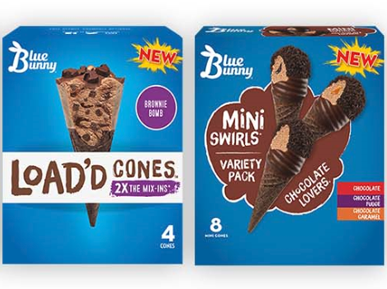 Blue
Bunny
NEW
BROWNIE
BOMB
LOAD'D CONES
2X THE MIX-INS*
4
CONES
Blue
Bunny
NEW
MiNi
SWiRLS
VARIETY
PACK
CHOCOLATE
LOVERS
CHOCOLATE
CHOCOLATE
FUDGE
CHOCOLATE
CARAMEL
8
MINI CONES